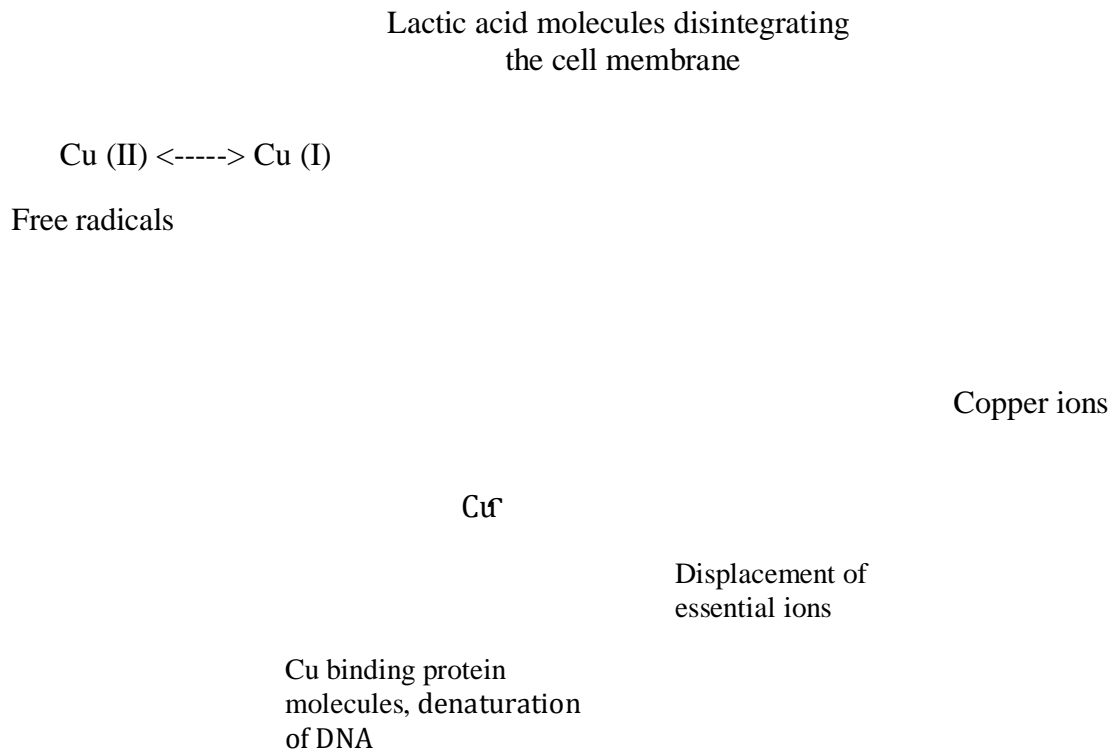 Lactic acid molecules disintegrating
the cell membrane
Cu (II) <-----> Cu (I)
Free radicals
Copper ions
Displacement of
essential ions
Cu binding protein
molecules, denaturation
of DNA